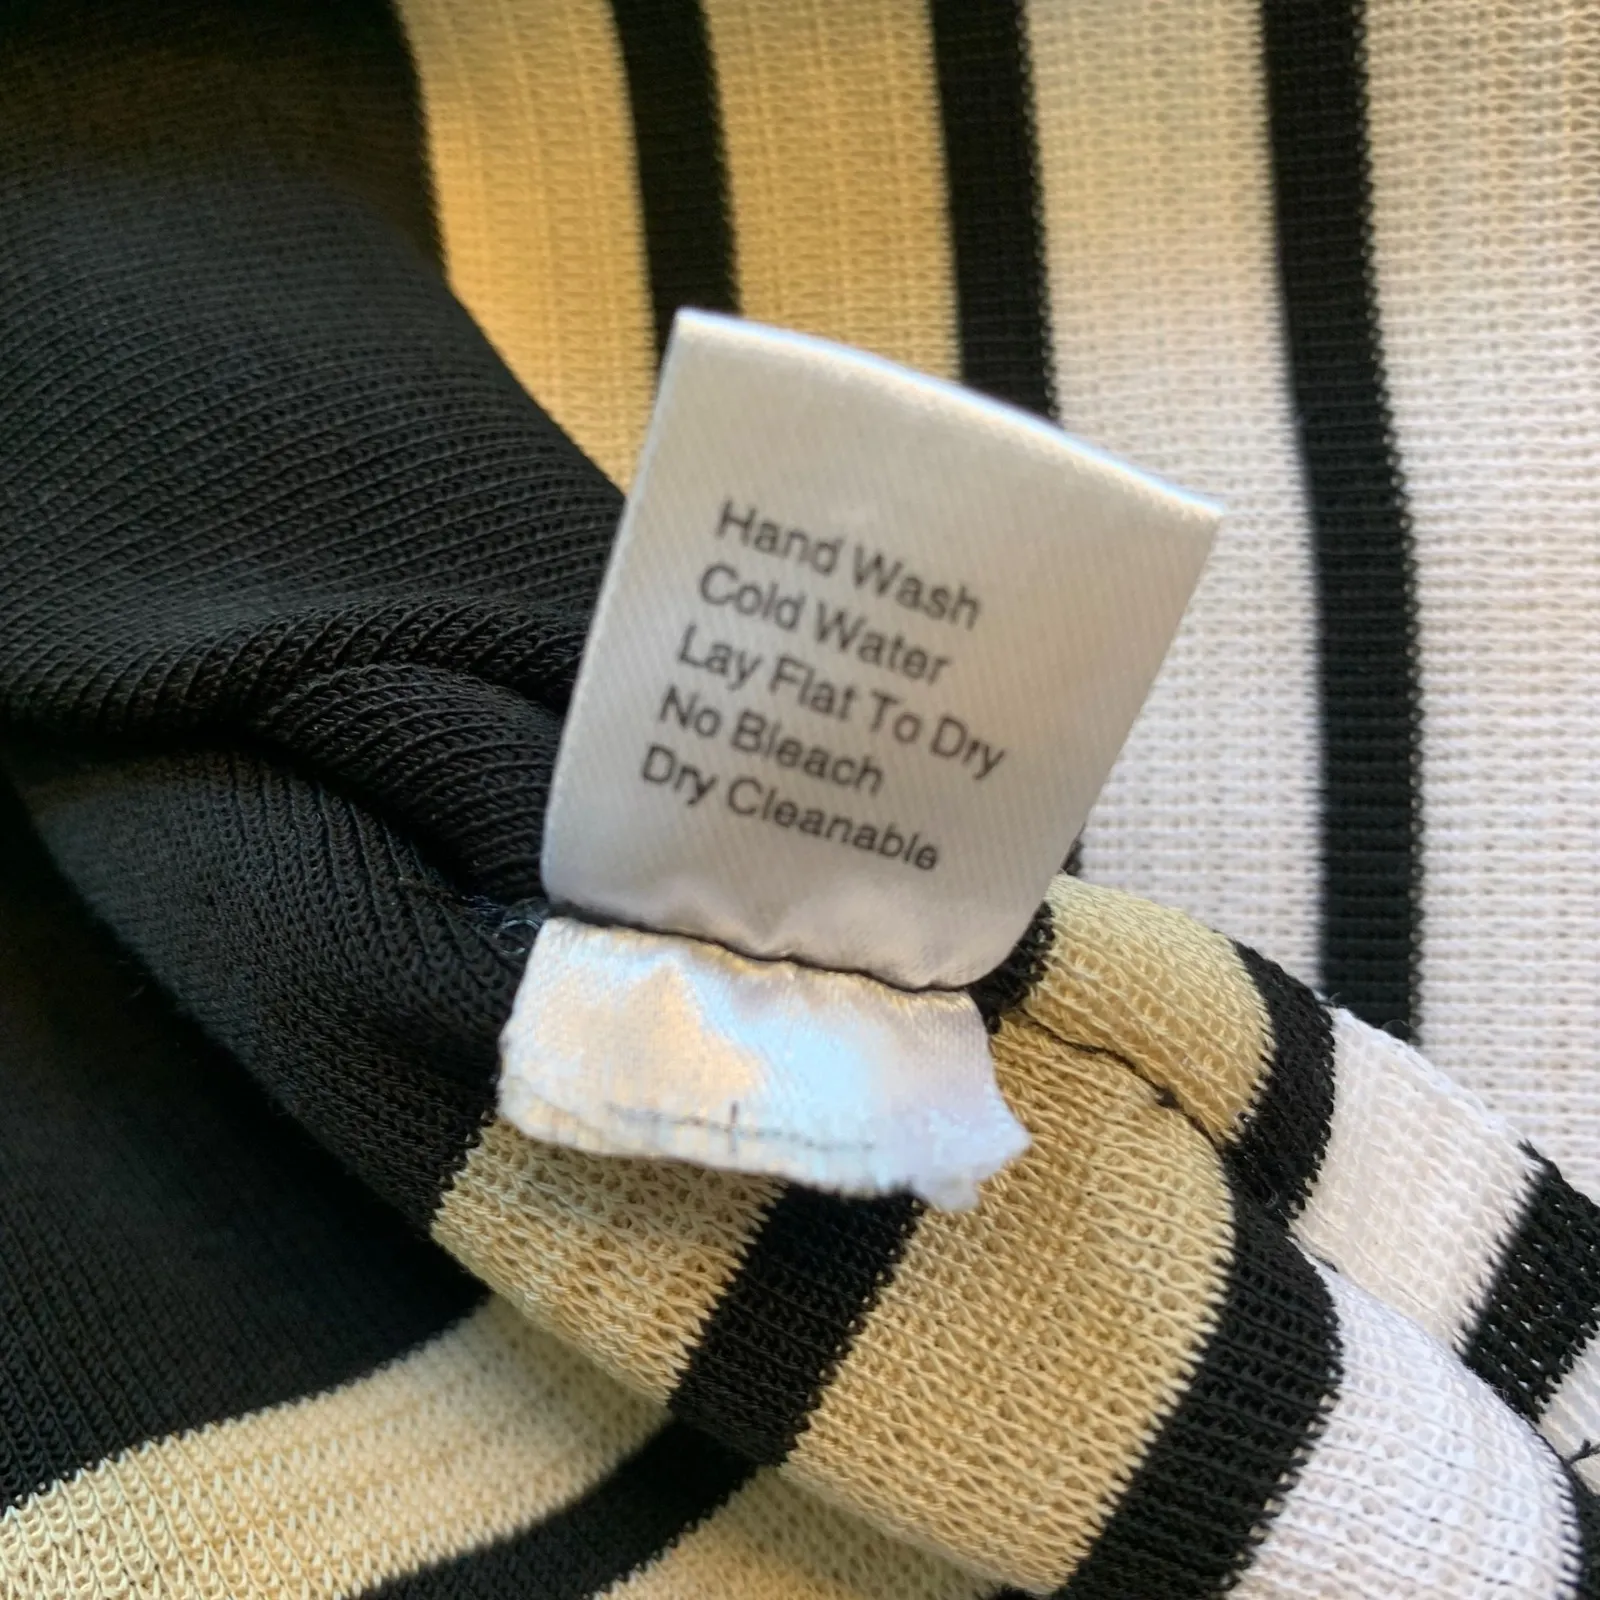 Hand Wash
Cold Water
Lay Flat To Dry
No Bleach
Dry Cleanable